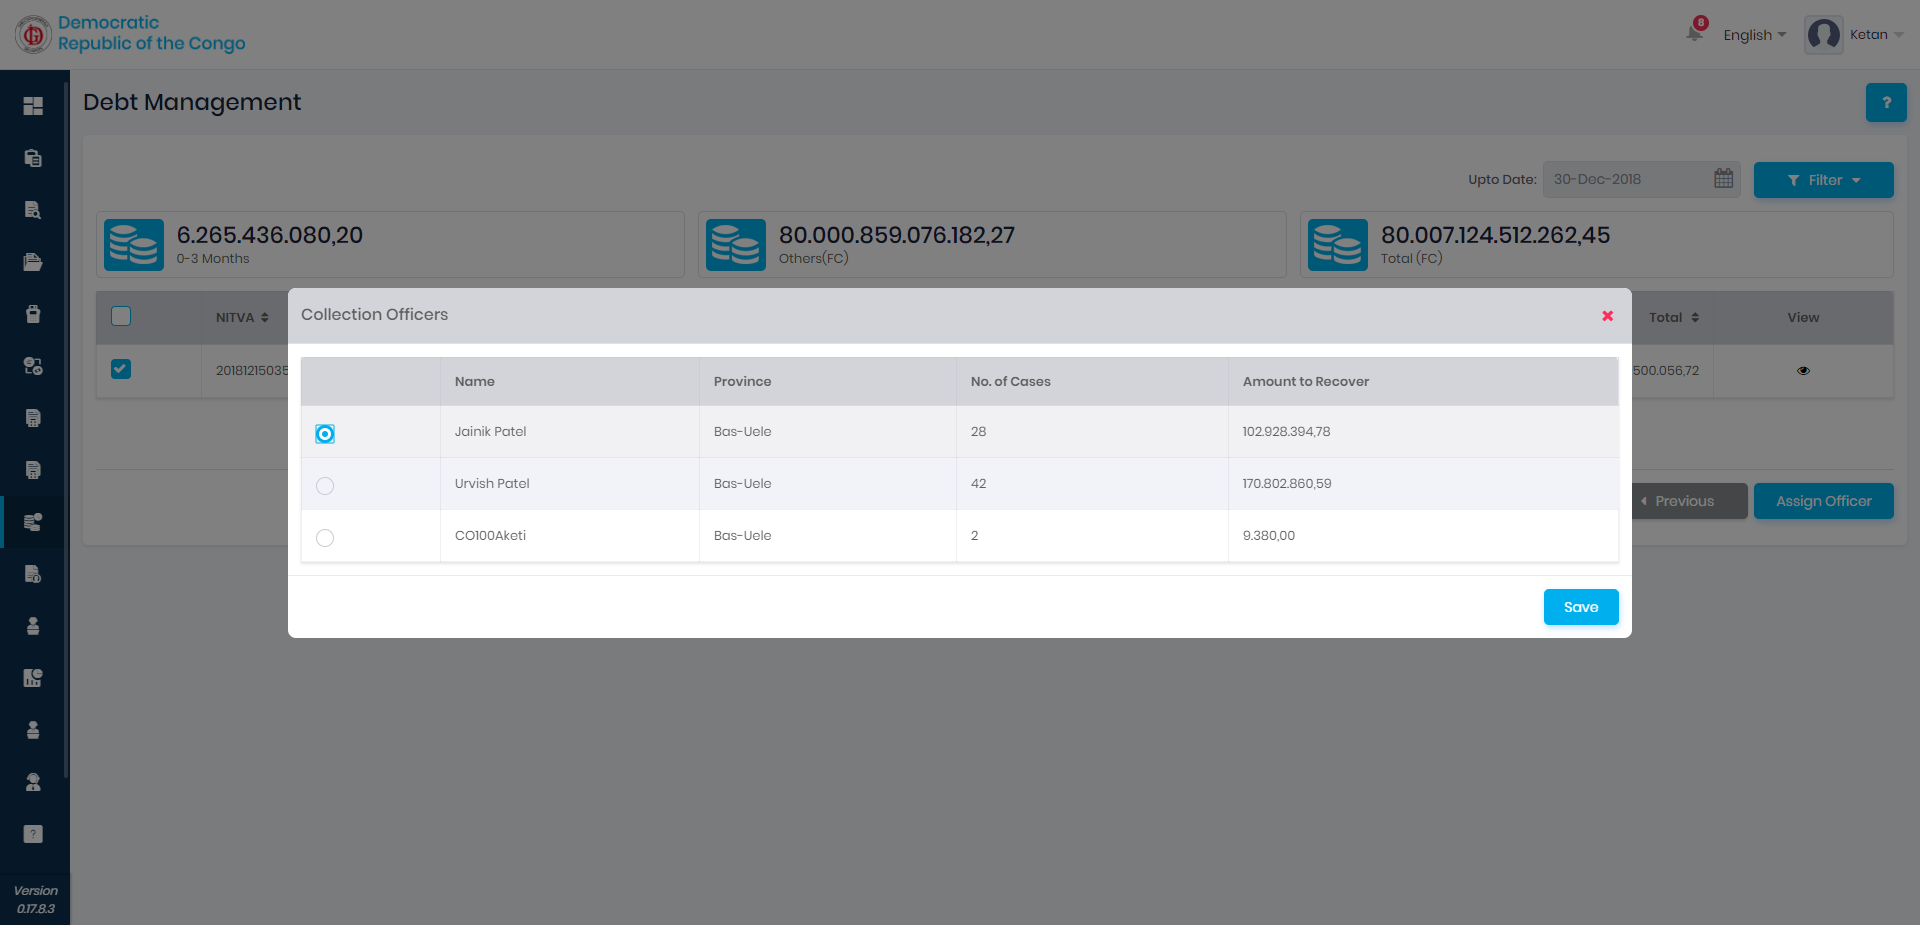 Democratic
Republic of the Congo
8
English
Ketan
Debt Management
?
Upto Date:
30-Dec-2018
Filter
6.265.436.080,20
0-3 Months
80.000.859.076.182,27
Others(FC)
80.007.124.512.262,45
Total (FC)
NITVA
Total
View
20181215035
500.056,72
Collection Officers
Name
Province
No. of Cases
Amount to Recover
Jainik Patel
Bas-Uele
28
102.928.394,78
Urvish Patel
Bas-Uele
42
170.802.860,59
CO100Aketi
Bas-Uele
2
9.380,00
Previous
Assign Officer
Save
?
Version
0.17.8.3